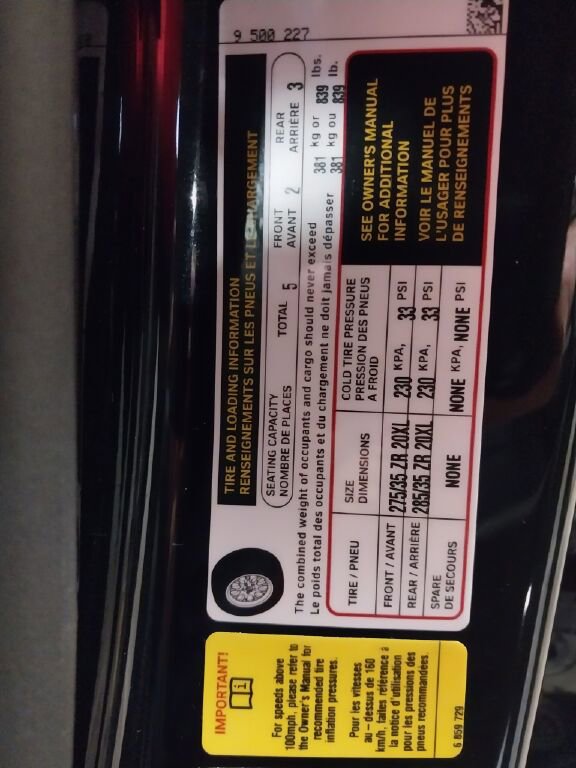 IMPORTANT!
For speeds above
100mph, please refer to
the Owner's Manual for
recommended tire
inflation pressures.
Pour les vitesses
au - dessus de 160
km/h, faites référence à
la notice d'utilisation
pour les pressions des
pneus recommandées.
6 859 729
9 500 227
TIRE AND LOADING INFORMATION
RENSEIGNEMENTS SUR LES PNEUS ET LE CHARGEMENT
SEATING CAPACITY
NOMBRE DE PLACES
TOTAL 5
FRONT
AVANT 2
REAR
ARRIÈRE 3
The combined weight of occupants and cargo should never exceed 381 kg or 839 lbs.
Le poids total des occupants et du chargement ne doit jamais dépasser 381 kg ou 839 lb.
TIRE / PNEU
SIZE
DIMENSIONS
COLD TIRE PRESSURE
PRESSION DES PNEUS
A FROID
FRONT / AVANT 275/35 ZR 20XL 230 KPA, 33 PSI
REAR / ARRIÈRE 285/35 ZR 20XL 230 KPA, 33 PSI
SPARE
DE SECOURS
NONE NONE KPA, NONE PSI
SEE OWNER'S MANUAL
FOR ADDITIONAL
INFORMATION
VOIR LE MANUEL DE
L'USAGER POUR PLUS
DE RENSEIGNEMENTS